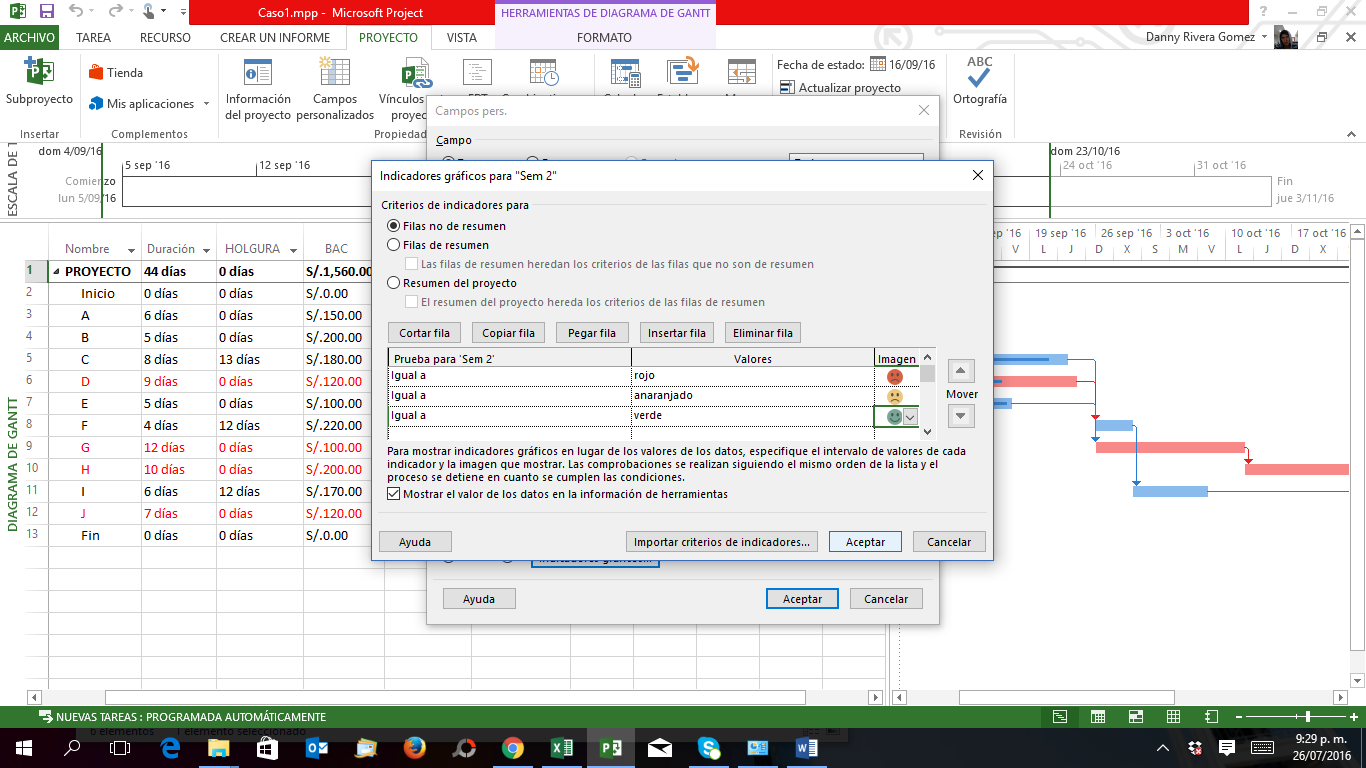 Caso1.mpp - Microsoft Project
HERRAMIENTAS DE DIAGRAMA DE GANTT
ARCHIVO TAREA RECURSO CREAR UN INFORME PROYECTO VISTA FORMATO
Danny Rivera Gomez
Subproyecto
Tienda
Mis aplicaciones
Información del proyecto
Campos personalizados
Vínculos
Fecha de estado: 16/09/16
Actualizar proyecto
ABC
Ortografía
Insertar Complementos Revisión
Campos pers.
Campo
dom 4/09/16
5 sep '16 12 sep '16
dom 23/10/16
24 oct '16 31 oct '16
Comienzo
lun 5/09/16
Fin
jue 3/11/16
Indicadores gráficos para "Sem 2"
Criterios de indicadores para
Filas no de resumen
Filas de resumen
Las filas de resumen heredan los criterios de las filas que no son de resumen
Resumen del proyecto
El resumen del proyecto hereda los criterios de las filas de resumen
Cortar fila Copiar fila Pegar fila Insertar fila Eliminar fila
Prueba para 'Sem 2' Valores Imagen
Igual a rojo
Igual a anaranjado
Igual a verde
Mover
Para mostrar indicadores gráficos en lugar de los valores de los datos, especifique el intervalo de valores de cada
indicador y la imagen que mostrar. Las comprobaciones se realizan siguiendo el mismo orden de la lista y el
proceso se detiene en cuanto se cumplen las condiciones.
Mostrar el valor de los datos en la información de herramientas
Ayuda Importar criterios de indicadores... Aceptar Cancelar
Ayuda Aceptar Cancelar
DIAGRAMA DE GANTT
Nombre Duración HOLGURA BAC
1 PROYECTO 44 días 0 días S/.1,560.00
2 Inicio 0 días 0 días S/.0.00
3 A 6 días 0 días S/.150.00
4 B 5 días 0 días S/.200.00
5 C 8 días 13 días S/.180.00
6 D 9 días 0 días S/.120.00
7 E 5 días 0 días S/.100.00
8 F 4 días 12 días S/.220.00
9 G 12 días 0 días S/.100.00
10 H 10 días 0 días S/.200.00
11 I 6 días 12 días S/.170.00
12 J 7 días 0 días S/.120.00
13 Fin 0 días 0 días S/.0.00
19 sep '16 26 sep '16 3 oct '16 10 oct '16 17 oct '16
V L J D X S M V L J D X
NUEVAS TAREAS : PROGRAMADA AUTOMÁTICAMENTE
6 elementos 1 elemento seleccionado
9:29 p. m.
26/07/2016